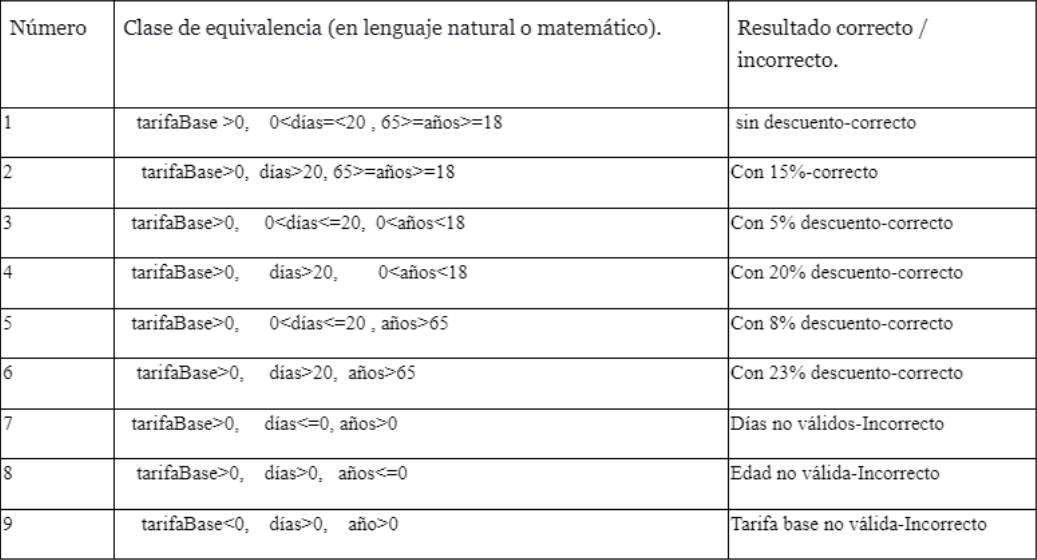 Número Clase de equivalencia (en lenguaje natural o matemático). Resultado correcto /
incorrecto.
1 tarifaBase >0, 0<días=<20 , 65>=años>=18 sin descuento-correcto
2 tarifaBase>0, días>20, 65>=años>=18 Con 15%-correcto
3 tarifaBase>0, 0<días<=20, 0<años<18 Con 5% descuento-correcto
4 tarifaBase>0, días>20, 0<años<18 Con 20% descuento-correcto
5 tarifaBase>0, 0<días<=20 , años>65 Con 8% descuento-correcto
6 tarifaBase>0, días>20, años>65 Con 23% descuento-correcto
7 tarifaBase>0, días<=0, años>0 Días no válidos-Incorrecto
8 tarifaBase>0, días>0, años<=0 Edad no válida-Incorrecto
9 tarifaBase<0, días>0, año>0 Tarifa base no válida-Incorrecto